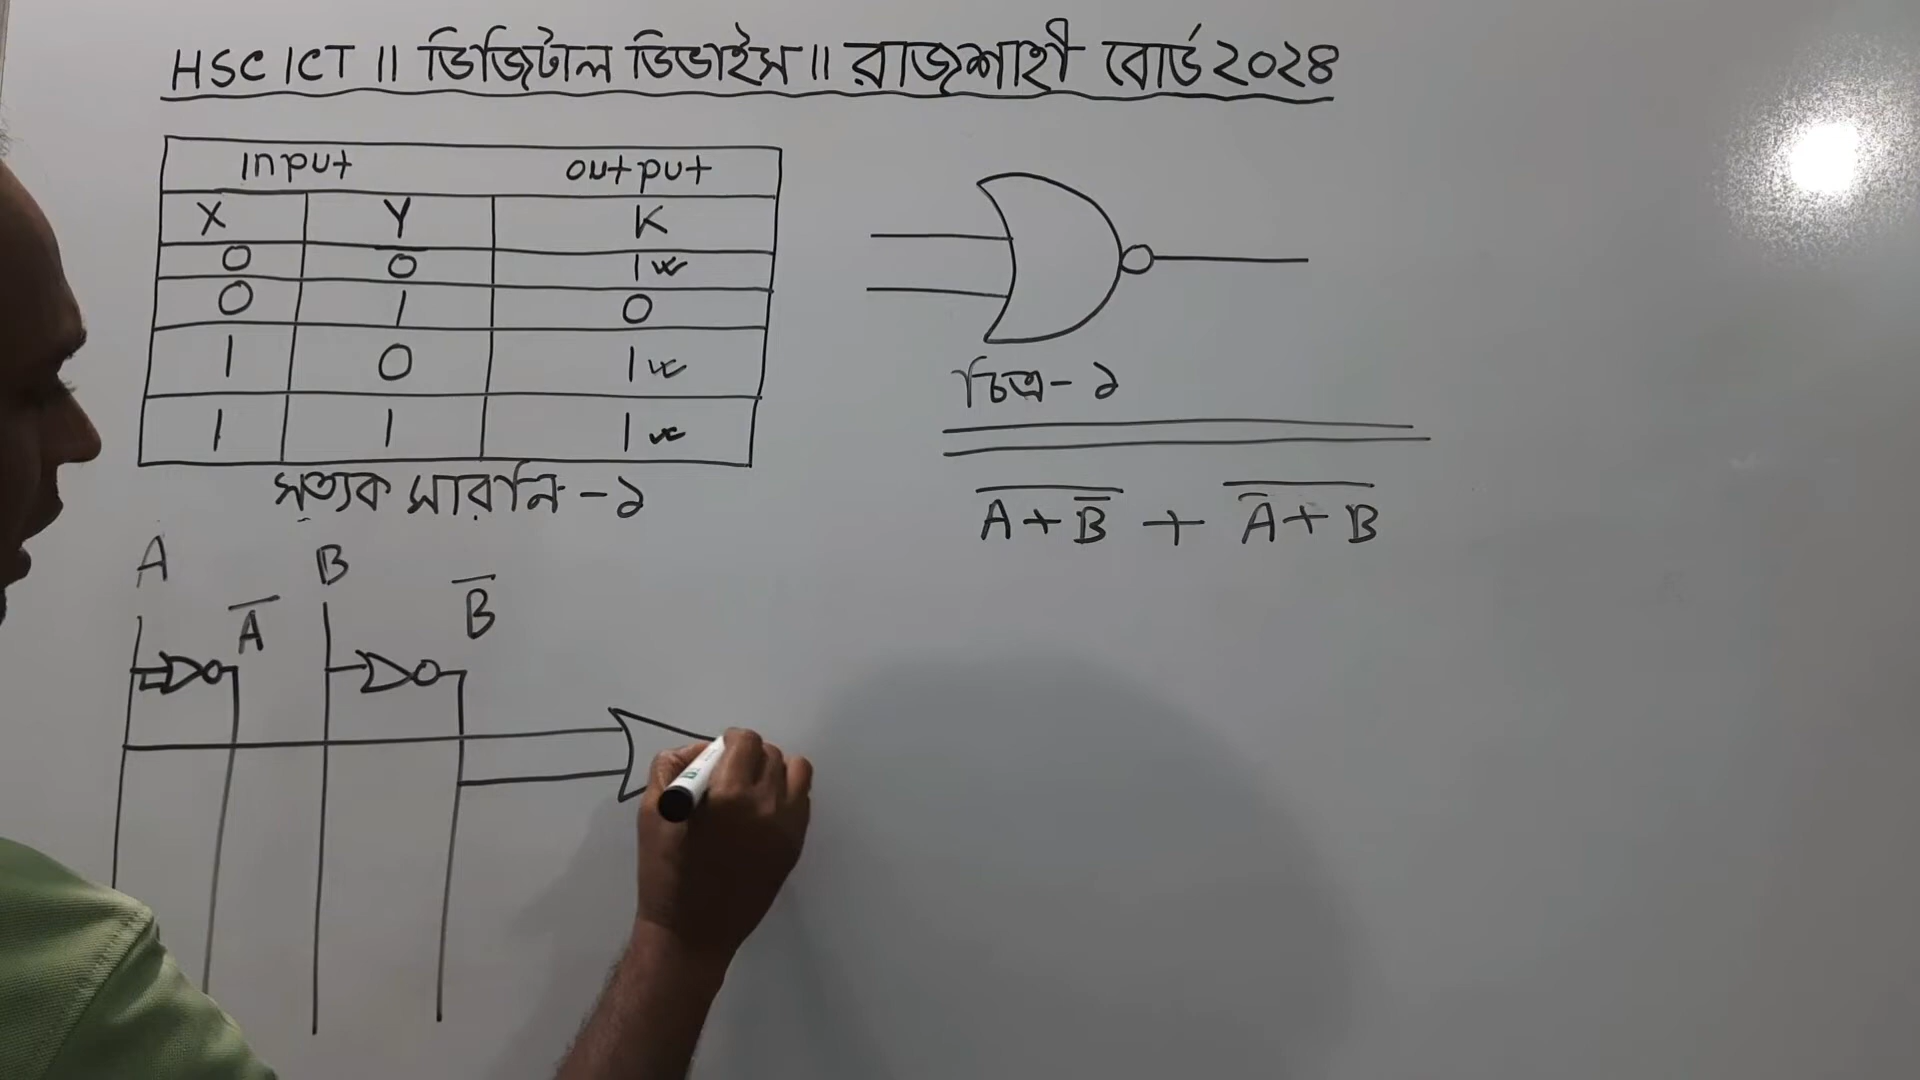 HSC ICT || ডিজিটাল ডিভাইস || রাজশাহী বোর্ড ২০২৪
input output
X Y K
0 0 1
0 1 0
1 0 1
1 1 1
সত্যক সারনি - ১
চিত্র - ১
A̅+̅B̅̅ + A̅̅+̅B̅
A A̅ B B̅